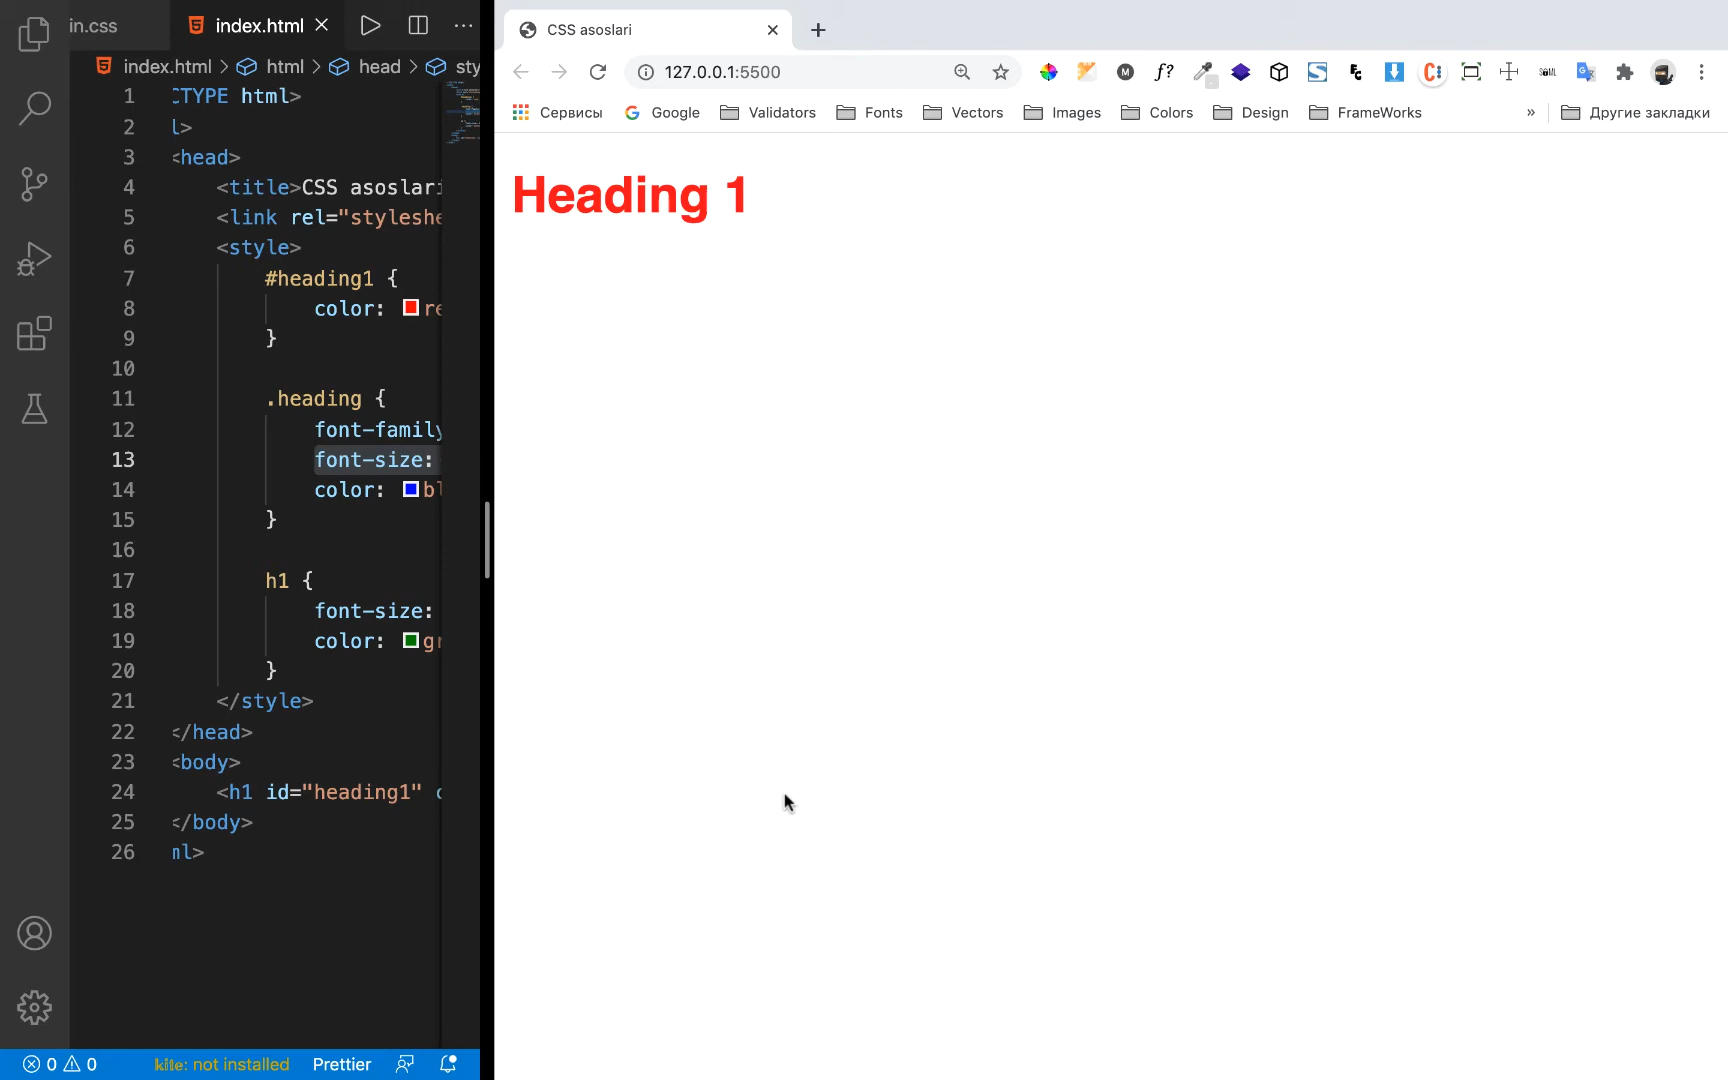 in.css
index.html
index.html > html > head > sty
1 CTYPE html>
2 l>
3 <head>
4 <title>CSS asoslari
5 <link rel="styleshe
6 <style>
7 #heading1 {
8 color: re
9 }
10
11 .heading {
12 font-family
13 font-size:
14 color: bl
15 }
16
17 h1 {
18 font-size:
19 color: gr
20 }
21 </style>
22 </head>
23 <body>
24 <h1 id="heading1" c
25 </body>
26 ml>
0 0 kite: not installed Prettier
CSS asoslari
127.0.0.1:5500
M f?
Сервисы Google Validators Fonts Vectors Images Colors Design FrameWorks » Другие закладки
Heading 1